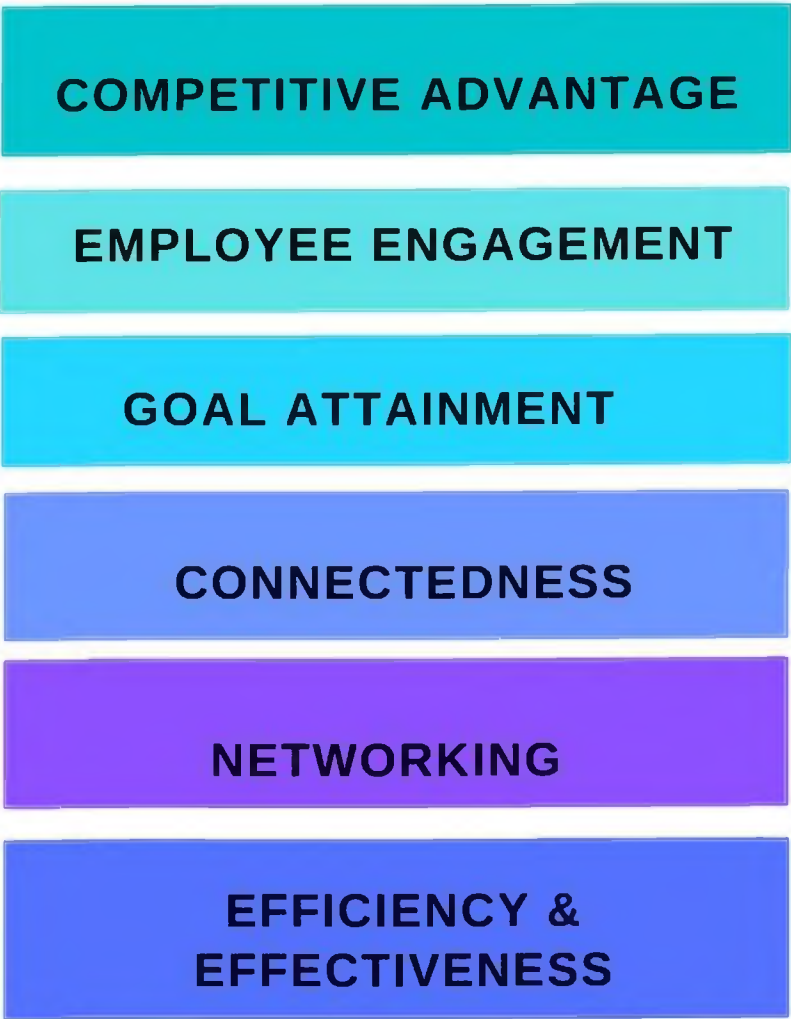 COMPETITIVE ADVANTAGE
EMPLOYEE ENGAGEMENT
GOAL ATTAINMENT
CONNECTEDNESS
NETWORKING
EFFICIENCY &
EFFECTIVENESS